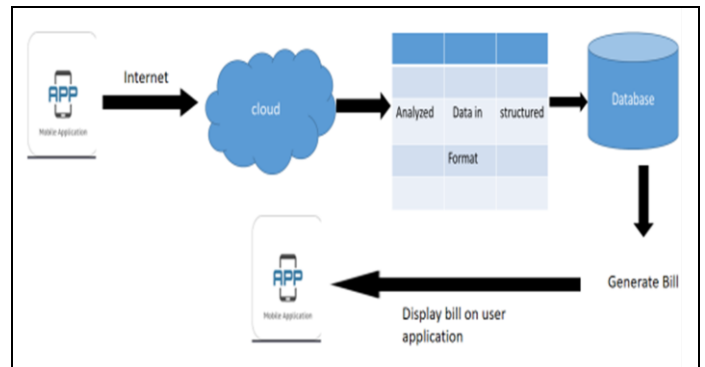 Internet
APP
Mobile Application
cloud
Analyzed Data in structured
Format
Database
Generate Bill
APP
Mobile Application
Display bill on user
application